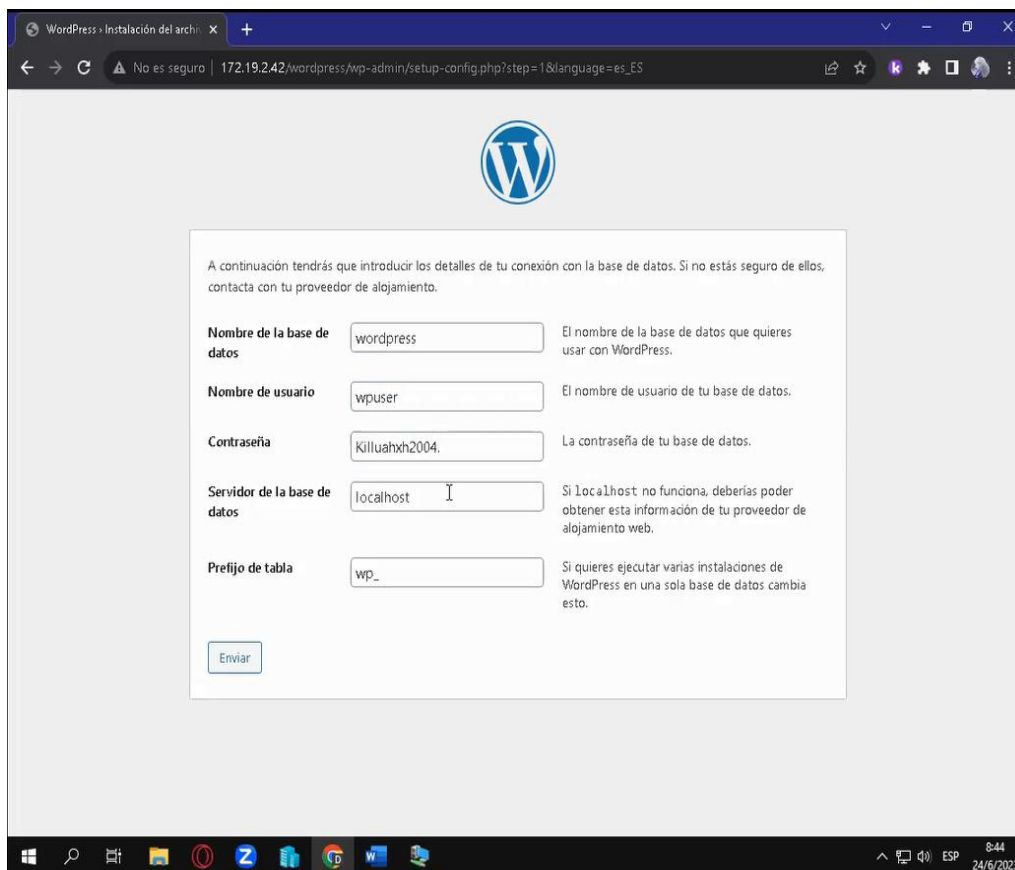 WordPress › Instalación del archi
No es seguro | 172.19.2.42/wordpress/wp-admin/setup-config.php?step=1&language=es_ES
A continuación tendrás que introducir los detalles de tu conexión con la base de datos. Si no estás seguro de ellos,
contacta con tu proveedor de alojamiento.
Nombre de la base de
datos
wordpress
El nombre de la base de datos que quieres
usar con WordPress.
Nombre de usuario
wpuser
El nombre de usuario de tu base de datos.
Contraseña
Killuahxh2004.
La contraseña de tu base de datos.
Servidor de la base de
datos
localhost
Si localhost no funciona, deberías poder
obtener esta información de tu proveedor de
alojamiento web.
Prefijo de tabla
wp_
Si quieres ejecutar varias instalaciones de
WordPress en una sola base de datos cambia
esto.
Enviar
ESP
8:44
24/6/202